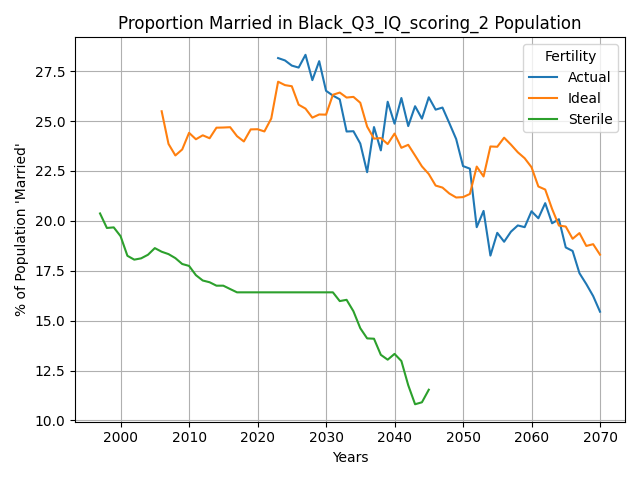 Proportion Married in Black_Q3_IQ_scoring_2 Population
% of Population 'Married'
27.5
25.0
22.5
20.0
17.5
15.0
12.5
10.0
Fertility
Actual
Ideal
Sterile
2000 2010 2020 2030 2040 2050 2060 2070
Years